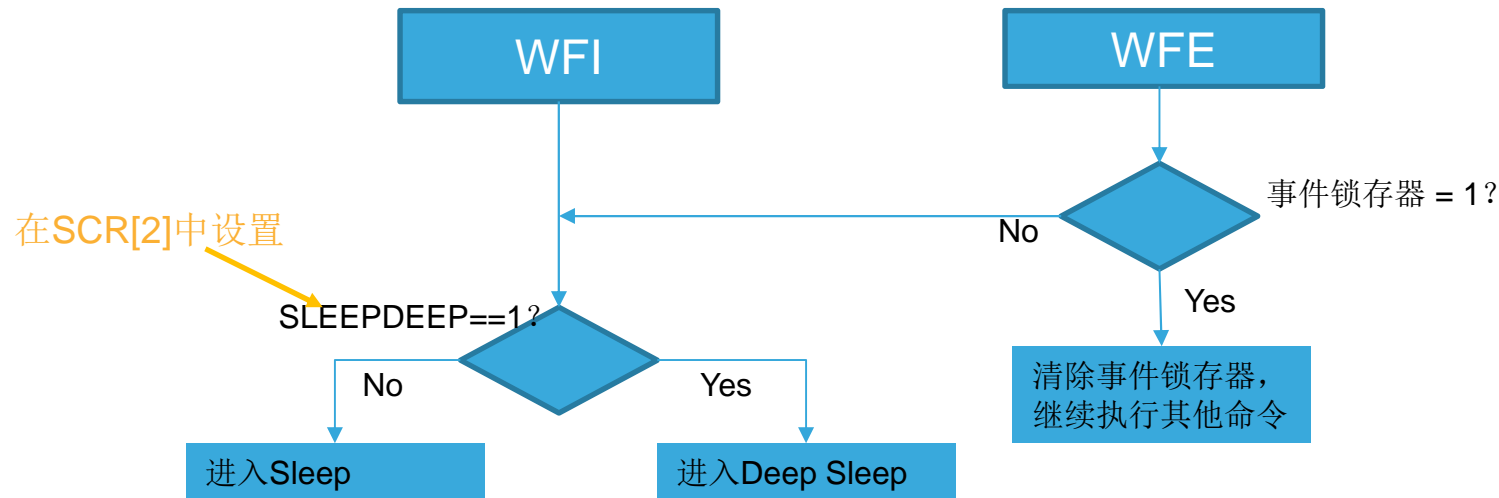 WFI
WFE
事件锁存器 = 1？
No
在SCR[2]中设置
SLEEPDEEP==1？
Yes
No
Yes
清除事件锁存器，
继续执行其他命令
进入Sleep
进入Deep Sleep